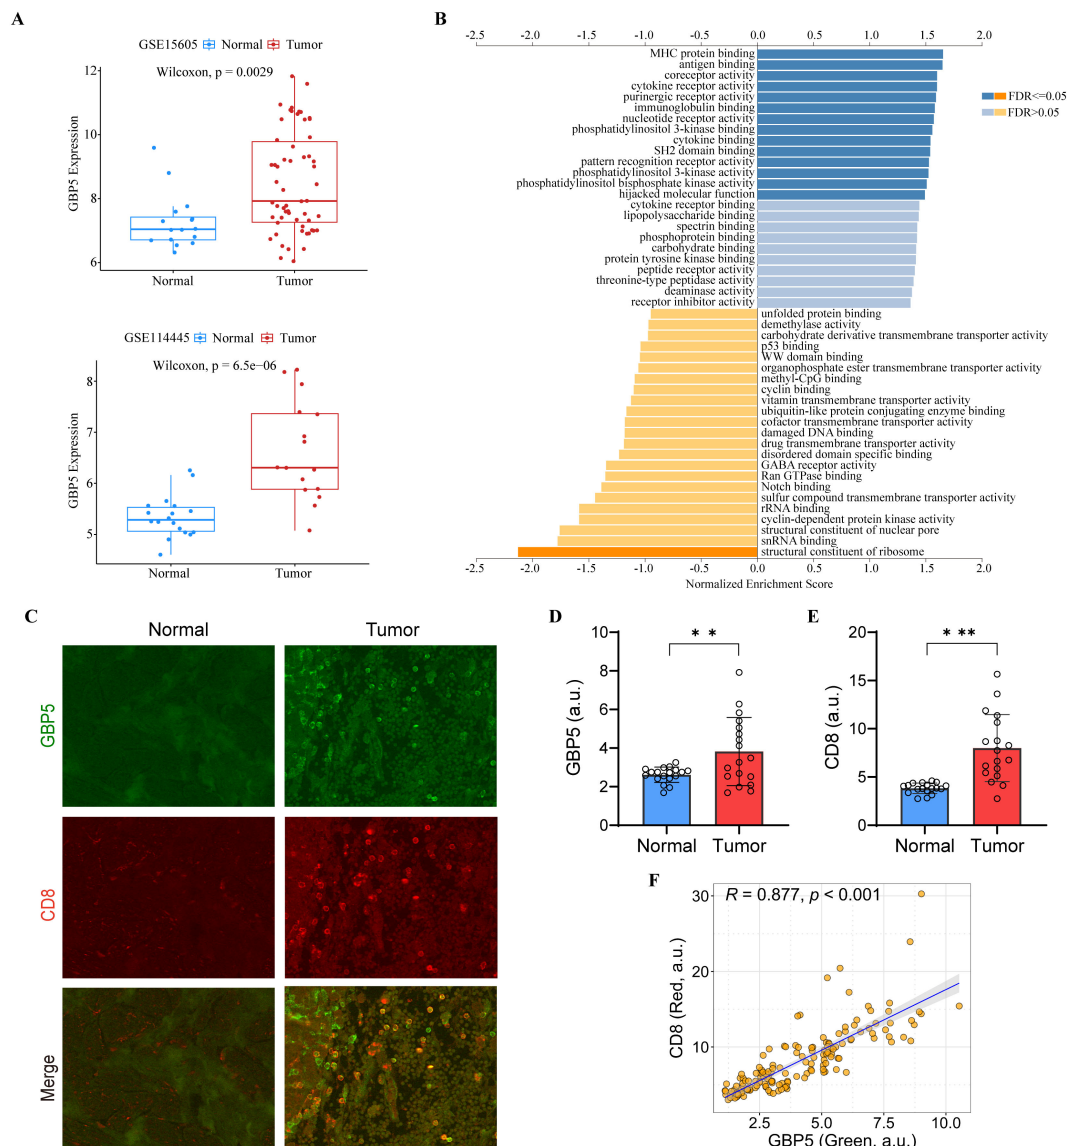 A
GSE15605 Normal Tumor
Wilcoxon, p = 0.0029
GBP5 Expression
12
10
8
6
Normal Tumor
GSE114445 Normal Tumor
Wilcoxon, p = 6.5e−06
GBP5 Expression
8
7
6
5
Normal Tumor
B
-2.5 -2.0 -1.5 -1.0 -0.5 0.0 0.5 1.0 1.5 2.0
MHC protein binding
antigen binding
coreceptor activity
cytokine receptor activity
purinergic receptor activity
immunoglobulin binding
nucleotide receptor activity
phosphatidylinositol 3-kinase binding
cytokine binding
SH2 domain binding
pattern recognition receptor activity
phosphatidylinositol 3-kinase activity
phosphatidylinositol bisphosphate kinase activity
hijacked molecular function
cytokine receptor binding
lipopolysaccharide binding
spectrin binding
phosphoprotein binding
carbohydrate binding
protein tyrosine kinase binding
peptide receptor activity
threonine-type peptidase activity
deaminase activity
receptor inhibitor activity
FDR<=0.05
FDR>0.05
unfolded protein binding
demethylase activity
carbohydrate derivative transmembrane transporter activity
p53 binding
WW domain binding
organophosphate ester transmembrane transporter activity
methyl-CpG binding
cyclin binding
vitamin transmembrane transporter activity
ubiquitin-like protein conjugating enzyme binding
cofactor transmembrane transporter activity
damaged DNA binding
drug transmembrane transporter activity
disordered domain specific binding
GABA receptor activity
Ran GTPase binding
Notch binding
sulfur compound transmembrane transporter activity
rRNA binding
cyclin-dependent protein kinase activity
structural constituent of nuclear pore
snRNA binding
structural constituent of ribosome
-2.5 -2.0 -1.5 -1.0 -0.5 0.0 0.5 1.0 1.5 2.0
Normalized Enrichment Score
C
Normal Tumor
GBP5
CD8
Merge
D
GBP5 (a.u.)
10
8
6
4
2
0
* *
Normal Tumor
E
CD8 (a.u.)
20
15
10
5
0
* ***
Normal Tumor
F
R = 0.877, p < 0.001
CD8 (Red, a.u.)
30
20
10
2.5 5.0 7.5 10.0
GBP5 (Green, a.u.)